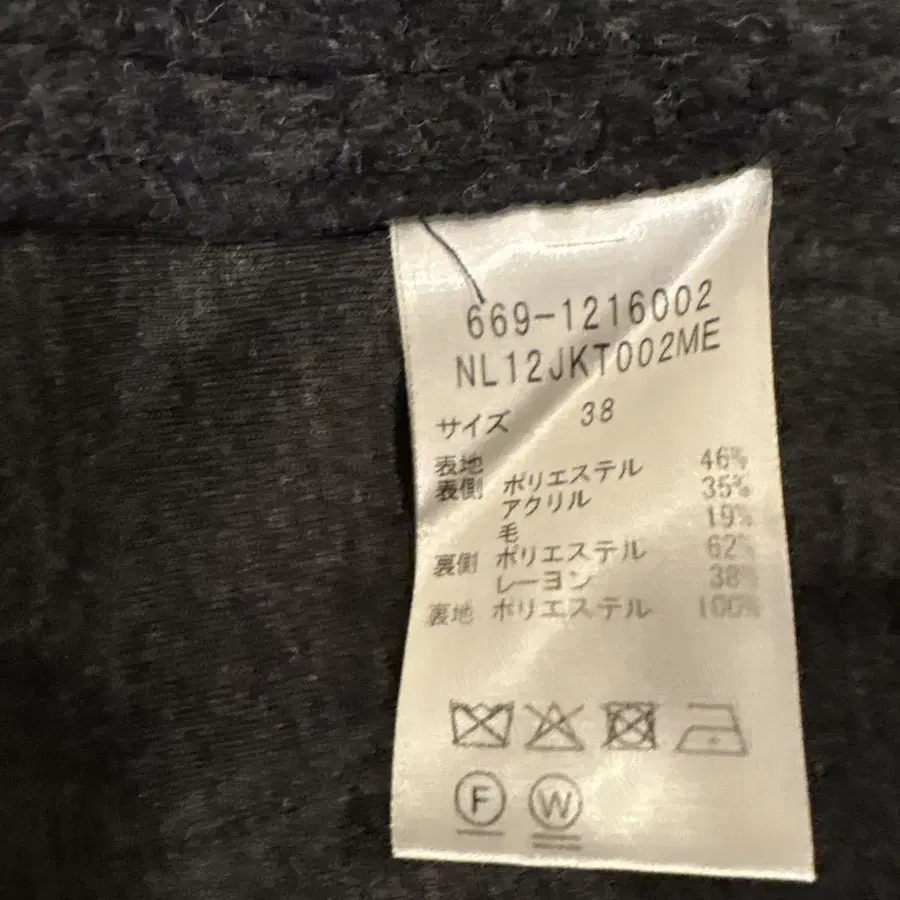 669-1216002
NL12JKT002ME
サイズ 38
表地
表側 ポリエステル 46%
アクリル 35%
毛 19%
裏側 ポリエステル 62%
レーヨン 38%
裏地 ポリエステル 100%
F W